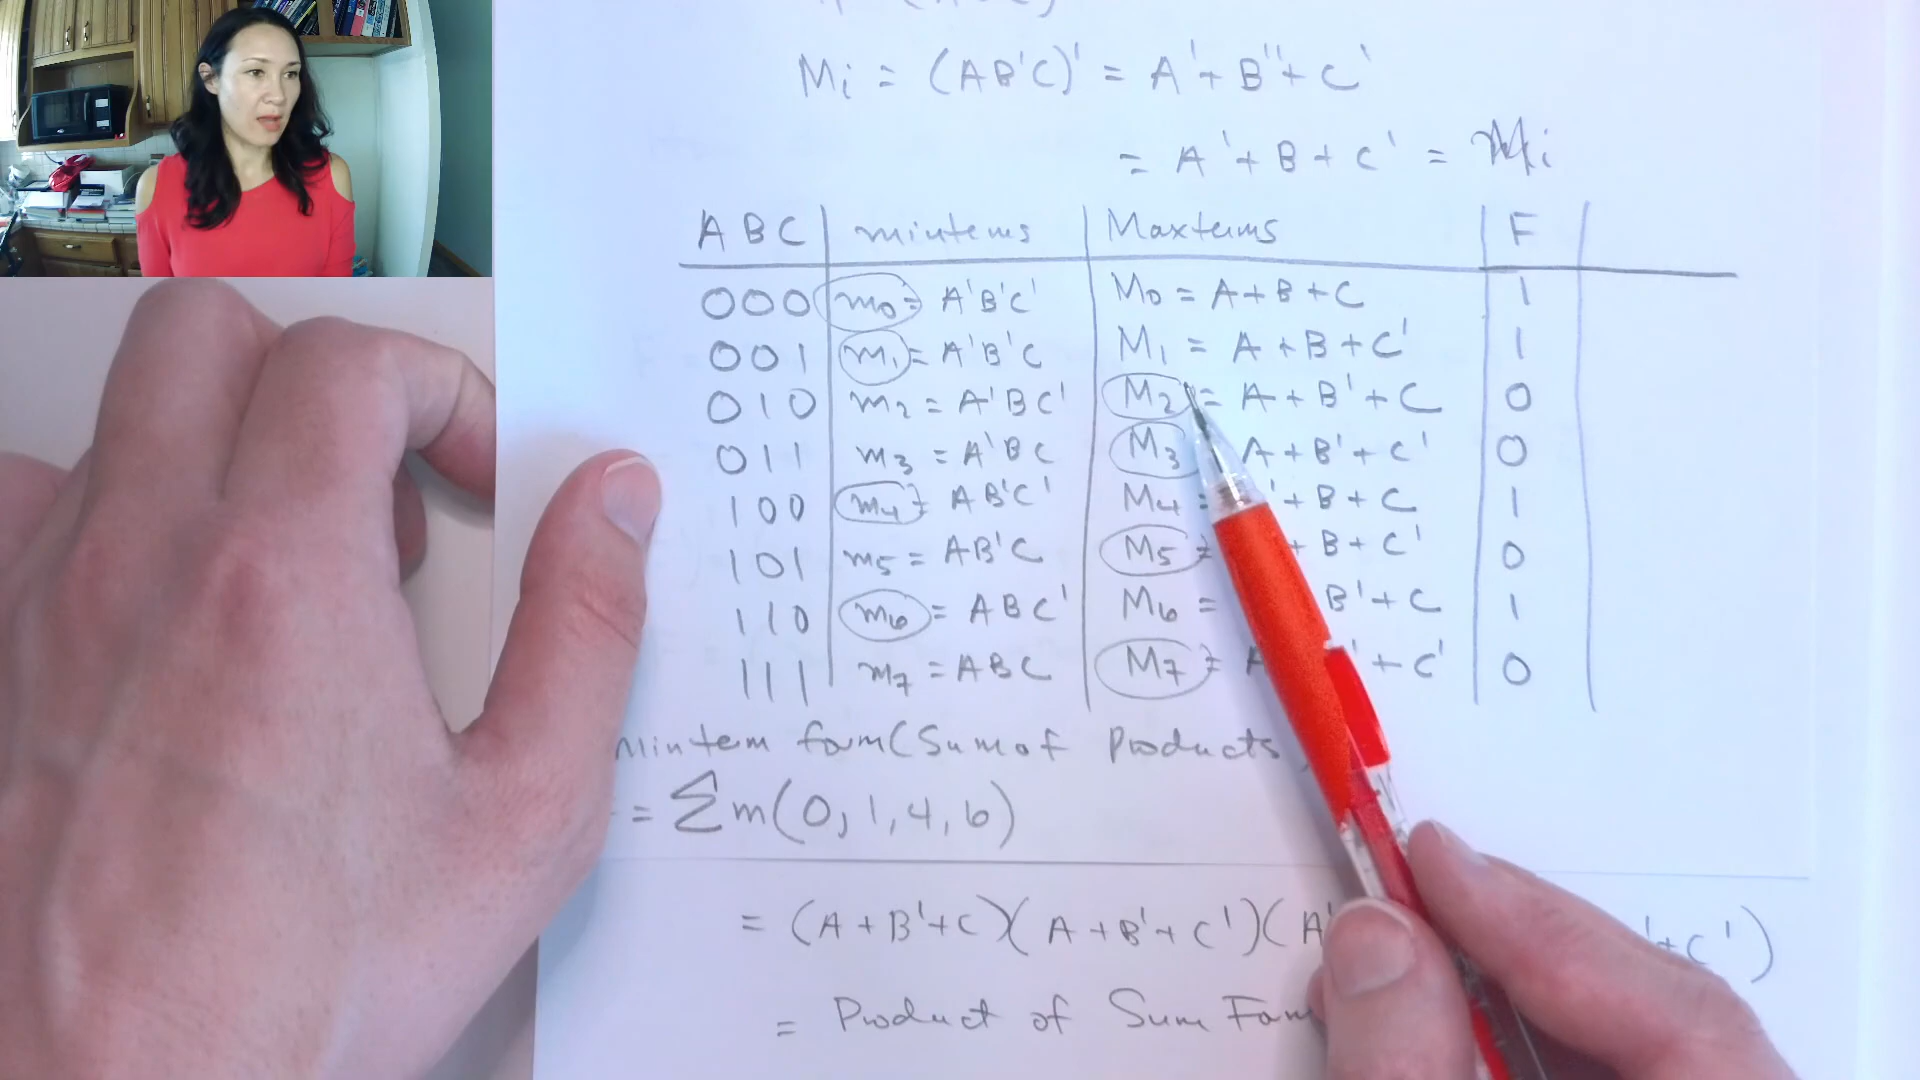 Mi = (AB'C)' = A' + B'' + C'
= A' + B + C' = Mi
A B C minterms Maxterms F
000 m0 = A'B'C' M0 = A + B + C 1
001 m1 = A'B'C M1 = A + B + C' 1
010 m2 = A'BC' M2 = A + B' + C 0
011 m3 = A'BC M3 A + B' + C' 0
100 m4 = AB'C' M4 = ' + B + C 1
101 m5 = AB'C M5 = + B + C' 0
110 m6 = ABC' M6 = B' + C 1
111 m7 = ABC M7 = A ' + C' 0
Mintem form (Sum of Products
= Σm(0, 1, 4, 6)
= (A + B' + C)(A + B' + C')(A' '+C')
= Product of Sum Form